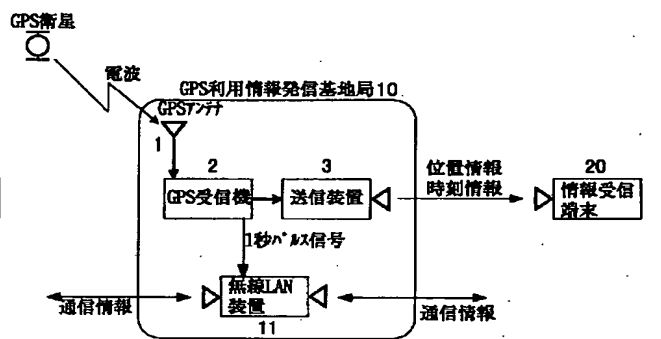 GPS衛星
電波
GPS利用情報発信基地局10
GPSアンテナ
1
2
3
GPS受信機
送信装置
位置情報
時刻情報
20
情報受信
端末
1秒パルス信号
無線LAN
装置
11
通信情報
通信情報